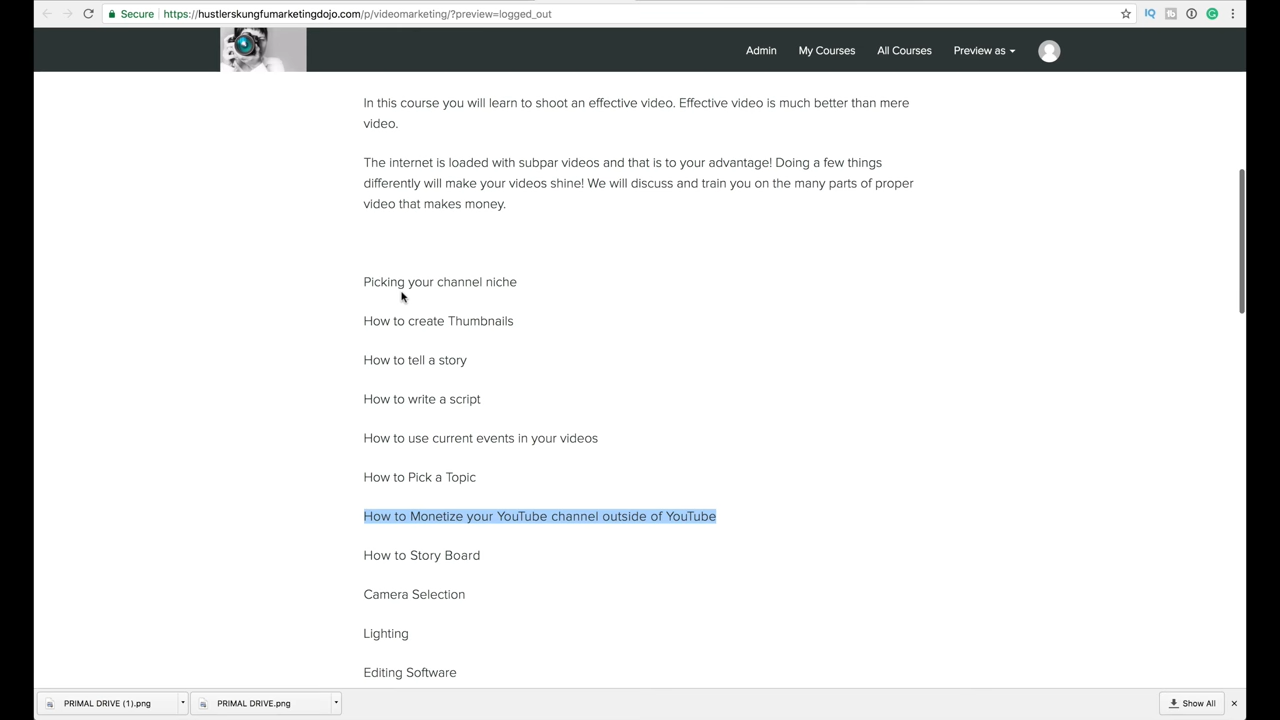 Secure https://hustlerskungfumarketingdojo.com/p/videomarketing/?preview=logged_out
Admin My Courses All Courses Preview as
In this course you will learn to shoot an effective video. Effective video is much better than mere
video.
The internet is loaded with subpar videos and that is to your advantage! Doing a few things
differently will make your videos shine! We will discuss and train you on the many parts of proper
video that makes money.
Picking your channel niche
How to create Thumbnails
How to tell a story
How to write a script
How to use current events in your videos
How to Pick a Topic
How to Monetize your YouTube channel outside of YouTube
How to Story Board
Camera Selection
Lighting
Editing Software
PRIMAL DRIVE (1).png PRIMAL DRIVE.png Show All